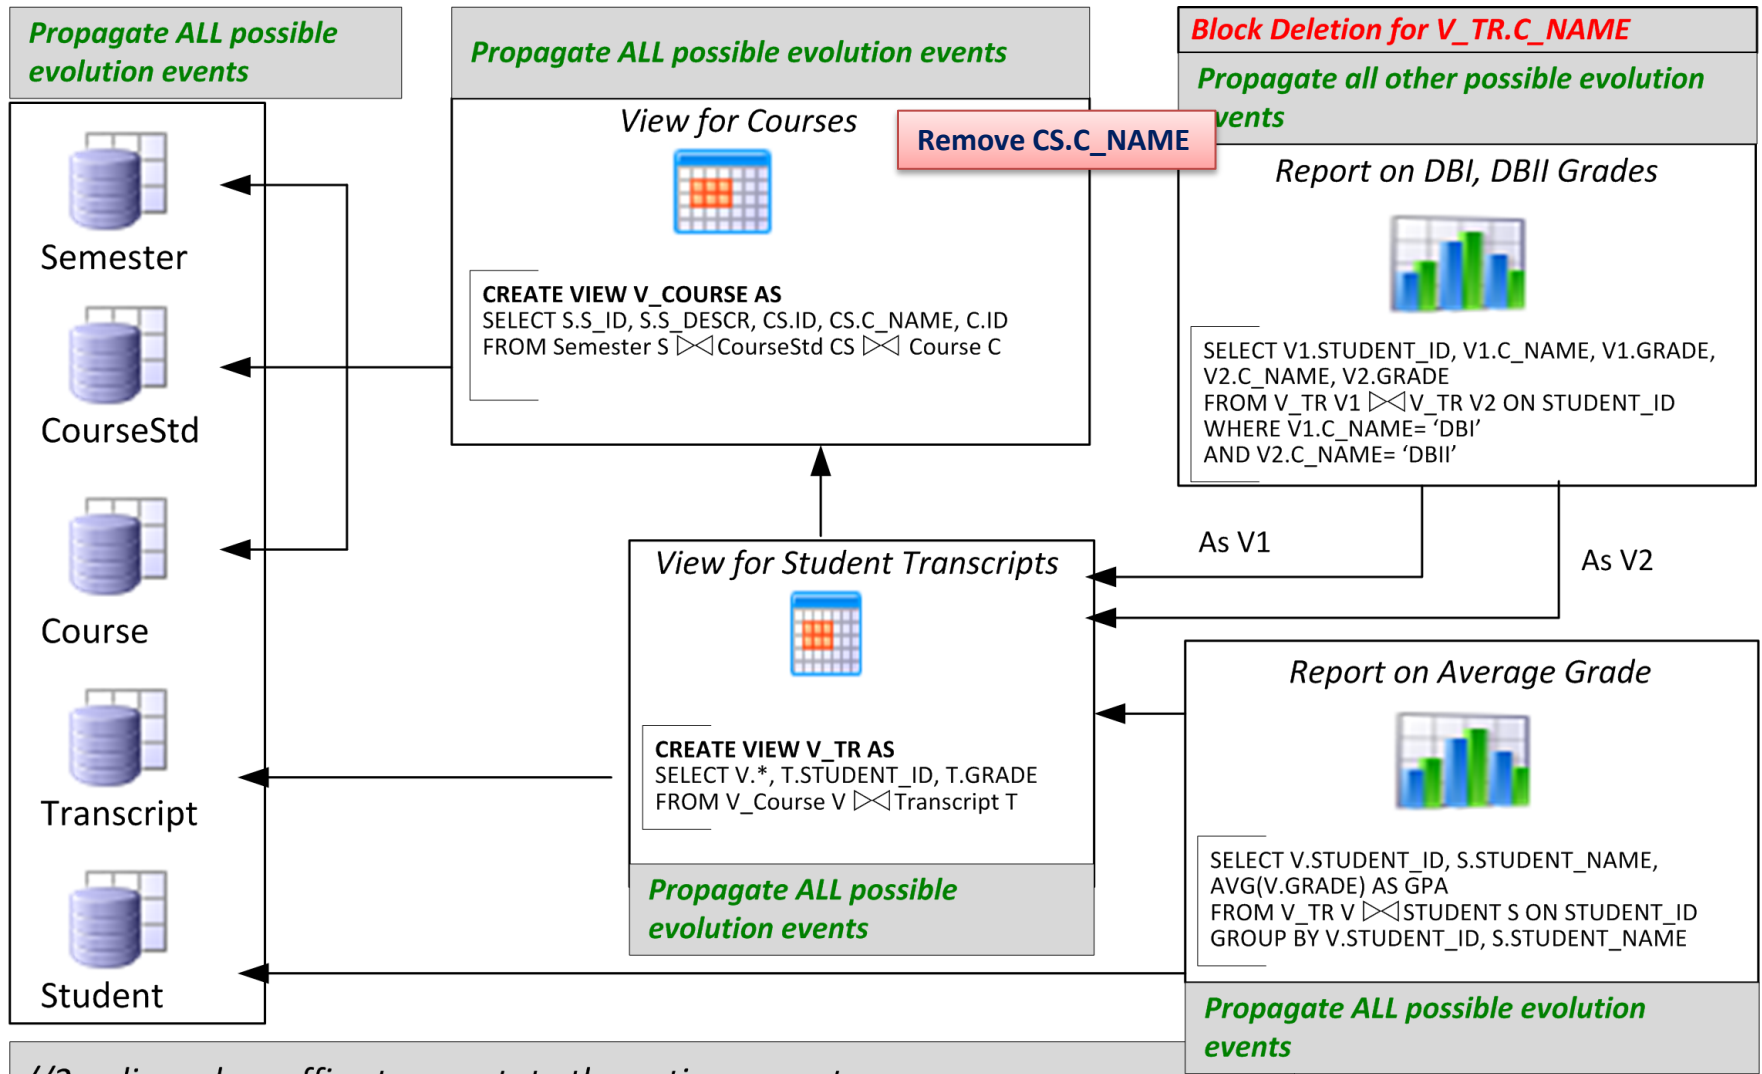 Propagate ALL possible
evolution events
Semester
CourseStd
Course
Transcript
Student
Propagate ALL possible evolution events
View for Courses
Remove CS.C_NAME
CREATE VIEW V_COURSE AS
SELECT S.S_ID, S.S_DESCR, CS.ID, CS.C_NAME, C.ID
FROM Semester S ⋈ CourseStd CS ⋈ Course C
Block Deletion for V_TR.C_NAME
Propagate all other possible evolution
vents
Report on DBI, DBII Grades
SELECT V1.STUDENT_ID, V1.C_NAME, V1.GRADE,
V2.C_NAME, V2.GRADE
FROM V_TR V1 ⋈ V_TR V2 ON STUDENT_ID
WHERE V1.C_NAME= ‘DBI’
AND V2.C_NAME= ‘DBII’
As V1
As V2
View for Student Transcripts
CREATE VIEW V_TR AS
SELECT V.*, T.STUDENT_ID, T.GRADE
FROM V_Course V ⋈ Transcript T
Propagate ALL possible
evolution events
Report on Average Grade
SELECT V.STUDENT_ID, S.STUDENT_NAME,
AVG(V.GRADE) AS GPA
FROM V_TR V ⋈ STUDENT S ON STUDENT_ID
GROUP BY V.STUDENT_ID, S.STUDENT_NAME
Propagate ALL possible evolution
events